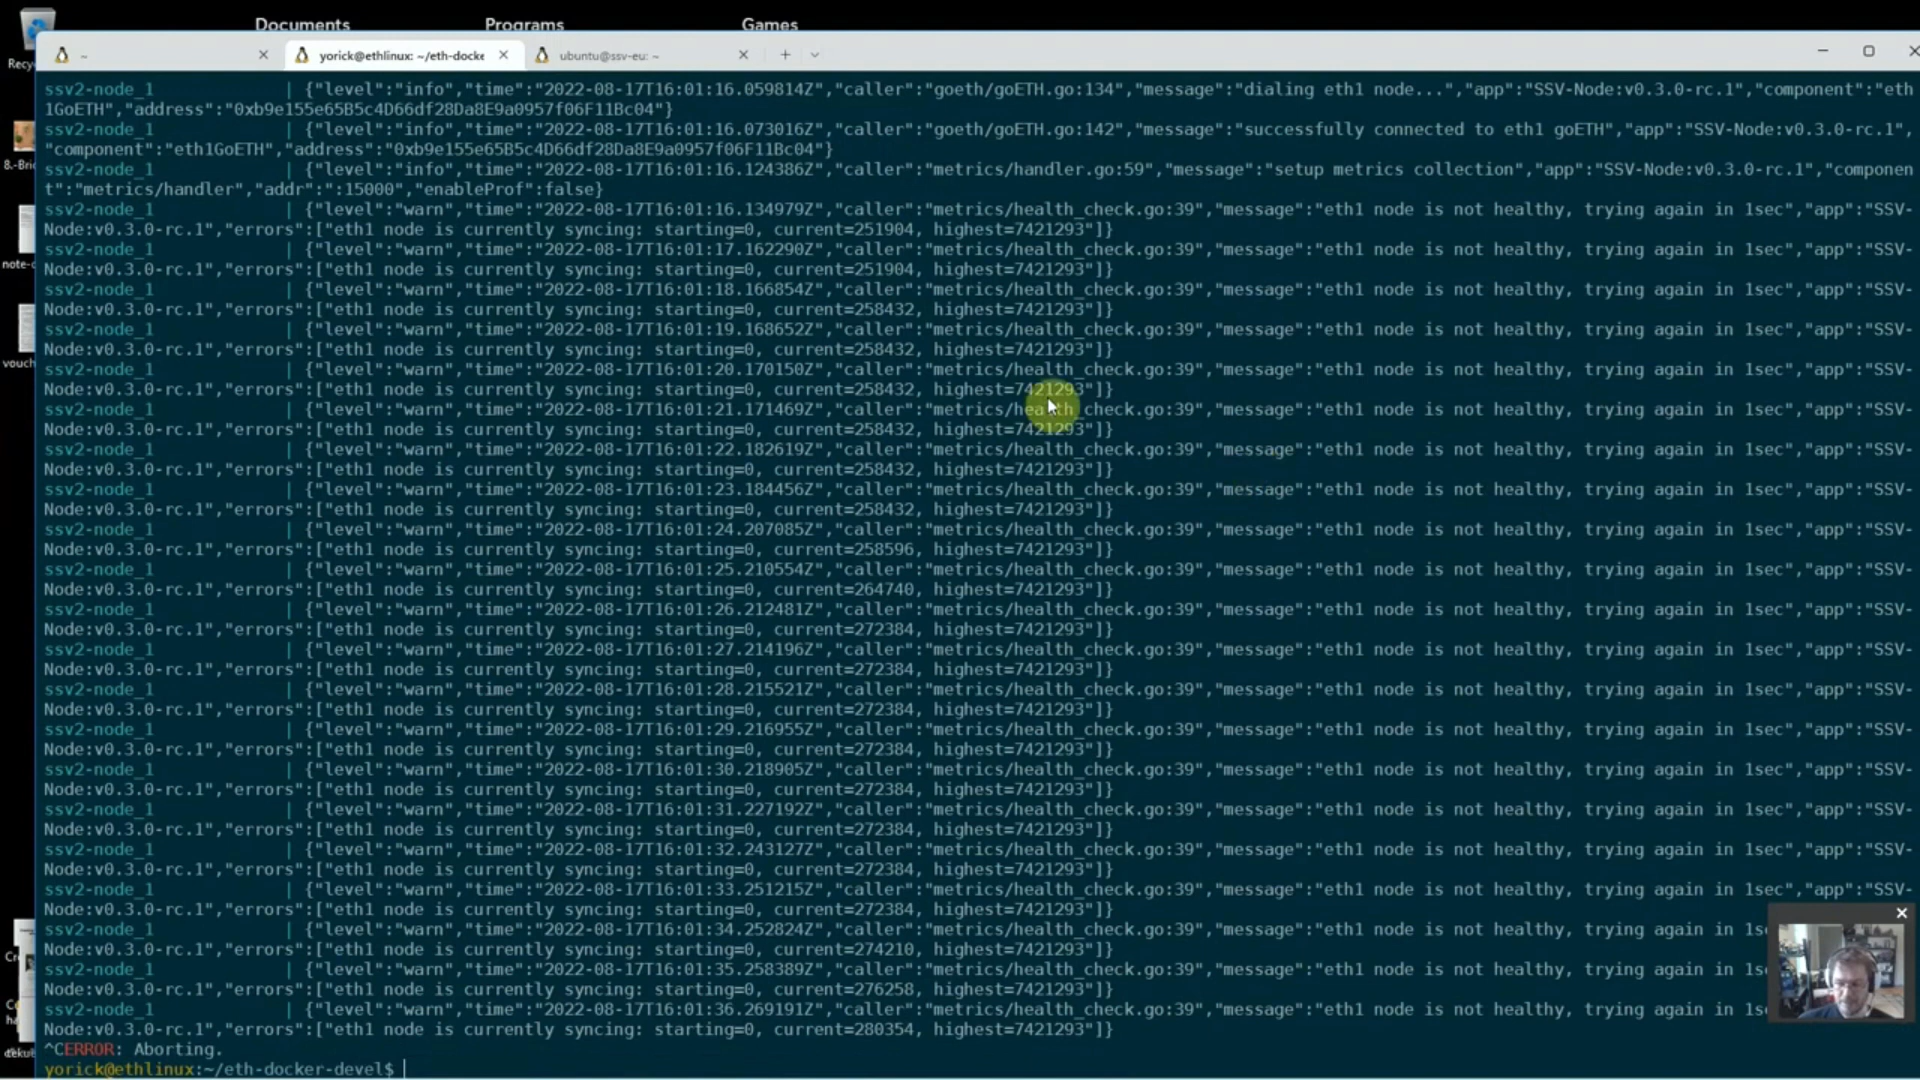 Documents Programs Games
Recy
~ yorick@ethlinux: ~/eth-docke ubuntu@ssv-eu: ~
ssv2-node_1 | {"level":"info","time":"2022-08-17T16:01:16.059814Z","caller":"goeth/goETH.go:134","message":"dialing eth1 node...","app":"SSV-Node:v0.3.0-rc.1","component":"eth
1GoETH","address":"0xb9e155e65B5c4D66df28Da8E9a0957f06F11Bc04"}
ssv2-node_1 | {"level":"info","time":"2022-08-17T16:01:16.073016Z","caller":"goeth/goETH.go:142","message":"successfully connected to eth1 goETH","app":"SSV-Node:v0.3.0-rc.1",
"component":"eth1GoETH","address":"0xb9e155e65B5c4D66df28Da8E9a0957f06F11Bc04"}
ssv2-node_1 | {"level":"info","time":"2022-08-17T16:01:16.124386Z","caller":"metrics/handler.go:59","message":"setup metrics collection","app":"SSV-Node:v0.3.0-rc.1","componen
t":"metrics/handler","addr":":15000","enableProf":false}
ssv2-node_1 | {"level":"warn","time":"2022-08-17T16:01:16.134979Z","caller":"metrics/health_check.go:39","message":"eth1 node is not healthy, trying again in 1sec","app":"SSV-
Node:v0.3.0-rc.1","errors":["eth1 node is currently syncing: starting=0, current=251904, highest=7421293"]}
ssv2-node_1 | {"level":"warn","time":"2022-08-17T16:01:17.162290Z","caller":"metrics/health_check.go:39","message":"eth1 node is not healthy, trying again in 1sec","app":"SSV-
Node:v0.3.0-rc.1","errors":["eth1 node is currently syncing: starting=0, current=251904, highest=7421293"]}
ssv2-node_1 | {"level":"warn","time":"2022-08-17T16:01:18.166854Z","caller":"metrics/health_check.go:39","message":"eth1 node is not healthy, trying again in 1sec","app":"SSV-
Node:v0.3.0-rc.1","errors":["eth1 node is currently syncing: starting=0, current=258432, highest=7421293"]}
ssv2-node_1 | {"level":"warn","time":"2022-08-17T16:01:19.168652Z","caller":"metrics/health_check.go:39","message":"eth1 node is not healthy, trying again in 1sec","app":"SSV-
Node:v0.3.0-rc.1","errors":["eth1 node is currently syncing: starting=0, current=258432, highest=7421293"]}
ssv2-node_1 | {"level":"warn","time":"2022-08-17T16:01:20.170150Z","caller":"metrics/health_check.go:39","message":"eth1 node is not healthy, trying again in 1sec","app":"SSV-
Node:v0.3.0-rc.1","errors":["eth1 node is currently syncing: starting=0, current=258432, highest=7421293"]}
ssv2-node_1 | {"level":"warn","time":"2022-08-17T16:01:21.171469Z","caller":"metrics/health_check.go:39","message":"eth1 node is not healthy, trying again in 1sec","app":"SSV-
Node:v0.3.0-rc.1","errors":["eth1 node is currently syncing: starting=0, current=258432, highest=7421293"]}
ssv2-node_1 | {"level":"warn","time":"2022-08-17T16:01:22.182619Z","caller":"metrics/health_check.go:39","message":"eth1 node is not healthy, trying again in 1sec","app":"SSV-
Node:v0.3.0-rc.1","errors":["eth1 node is currently syncing: starting=0, current=258432, highest=7421293"]}
ssv2-node_1 | {"level":"warn","time":"2022-08-17T16:01:23.184456Z","caller":"metrics/health_check.go:39","message":"eth1 node is not healthy, trying again in 1sec","app":"SSV-
Node:v0.3.0-rc.1","errors":["eth1 node is currently syncing: starting=0, current=258432, highest=7421293"]}
ssv2-node_1 | {"level":"warn","time":"2022-08-17T16:01:24.207085Z","caller":"metrics/health_check.go:39","message":"eth1 node is not healthy, trying again in 1sec","app":"SSV-
Node:v0.3.0-rc.1","errors":["eth1 node is currently syncing: starting=0, current=258596, highest=7421293"]}
ssv2-node_1 | {"level":"warn","time":"2022-08-17T16:01:25.210554Z","caller":"metrics/health_check.go:39","message":"eth1 node is not healthy, trying again in 1sec","app":"SSV-
Node:v0.3.0-rc.1","errors":["eth1 node is currently syncing: starting=0, current=264740, highest=7421293"]}
ssv2-node_1 | {"level":"warn","time":"2022-08-17T16:01:26.212481Z","caller":"metrics/health_check.go:39","message":"eth1 node is not healthy, trying again in 1sec","app":"SSV-
Node:v0.3.0-rc.1","errors":["eth1 node is currently syncing: starting=0, current=272384, highest=7421293"]}
ssv2-node_1 | {"level":"warn","time":"2022-08-17T16:01:27.214196Z","caller":"metrics/health_check.go:39","message":"eth1 node is not healthy, trying again in 1sec","app":"SSV-
Node:v0.3.0-rc.1","errors":["eth1 node is currently syncing: starting=0, current=272384, highest=7421293"]}
ssv2-node_1 | {"level":"warn","time":"2022-08-17T16:01:28.215521Z","caller":"metrics/health_check.go:39","message":"eth1 node is not healthy, trying again in 1sec","app":"SSV-
Node:v0.3.0-rc.1","errors":["eth1 node is currently syncing: starting=0, current=272384, highest=7421293"]}
ssv2-node_1 | {"level":"warn","time":"2022-08-17T16:01:29.216955Z","caller":"metrics/health_check.go:39","message":"eth1 node is not healthy, trying again in 1sec","app":"SSV-
Node:v0.3.0-rc.1","errors":["eth1 node is currently syncing: starting=0, current=272384, highest=7421293"]}
ssv2-node_1 | {"level":"warn","time":"2022-08-17T16:01:30.218905Z","caller":"metrics/health_check.go:39","message":"eth1 node is not healthy, trying again in 1sec","app":"SSV-
Node:v0.3.0-rc.1","errors":["eth1 node is currently syncing: starting=0, current=272384, highest=7421293"]}
ssv2-node_1 | {"level":"warn","time":"2022-08-17T16:01:31.227192Z","caller":"metrics/health_check.go:39","message":"eth1 node is not healthy, trying again in 1sec","app":"SSV-
Node:v0.3.0-rc.1","errors":["eth1 node is currently syncing: starting=0, current=272384, highest=7421293"]}
ssv2-node_1 | {"level":"warn","time":"2022-08-17T16:01:32.243127Z","caller":"metrics/health_check.go:39","message":"eth1 node is not healthy, trying again in 1sec","app":"SSV-
Node:v0.3.0-rc.1","errors":["eth1 node is currently syncing: starting=0, current=272384, highest=7421293"]}
ssv2-node_1 | {"level":"warn","time":"2022-08-17T16:01:33.251215Z","caller":"metrics/health_check.go:39","message":"eth1 node is not healthy, trying again in 1sec","app":"SSV-
Node:v0.3.0-rc.1","errors":["eth1 node is currently syncing: starting=0, current=272384, highest=7421293"]}
ssv2-node_1 | {"level":"warn","time":"2022-08-17T16:01:34.252824Z","caller":"metrics/health_check.go:39","message":"eth1 node is not healthy, trying again in 1s
Node:v0.3.0-rc.1","errors":["eth1 node is currently syncing: starting=0, current=274210, highest=7421293"]}
ssv2-node_1 | {"level":"warn","time":"2022-08-17T16:01:35.258389Z","caller":"metrics/health_check.go:39","message":"eth1 node is not healthy, trying again in 1s
Node:v0.3.0-rc.1","errors":["eth1 node is currently syncing: starting=0, current=276258, highest=7421293"]}
ssv2-node_1 | {"level":"warn","time":"2022-08-17T16:01:36.269191Z","caller":"metrics/health_check.go:39","message":"eth1 node is not healthy, trying again in 1s
Node:v0.3.0-rc.1","errors":["eth1 node is currently syncing: starting=0, current=280354, highest=7421293"]}
^CERROR: Aborting.
yorick@ethlinux:~/eth-docker-devel$
8.-Bric
note-c
vouch